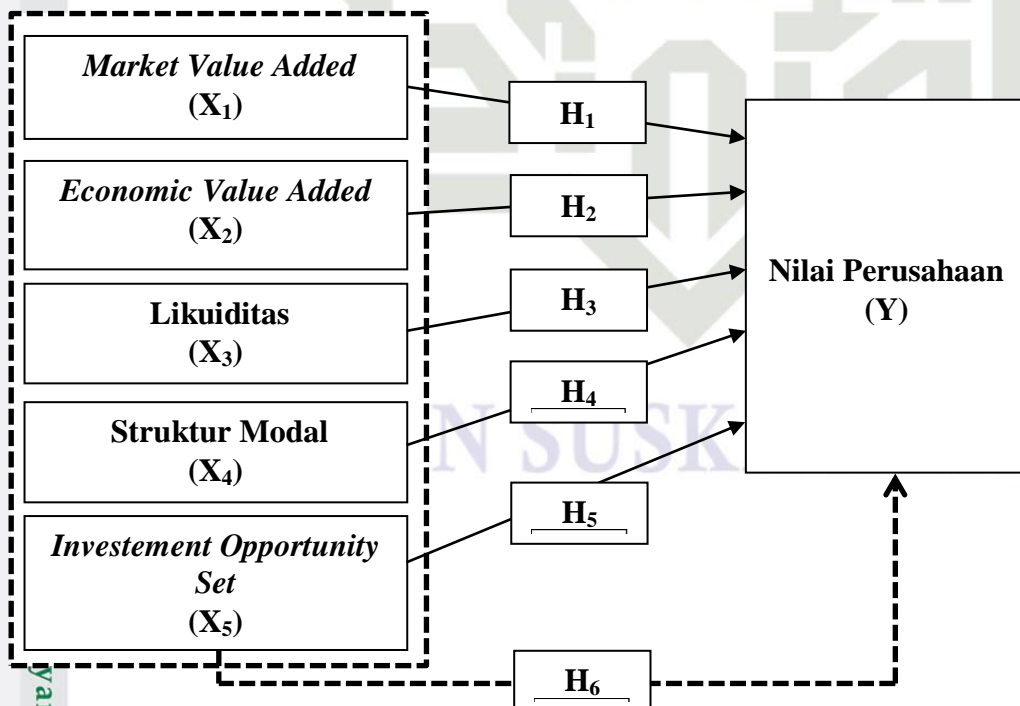 Market Value Added
(X₁)
H₁
Economic Value Added
(X₂)
H₂
Likuiditas
(X₃)
H₃
Nilai Perusahaan
(Y)
Struktur Modal
(X₄)
H₄
N SUSK
Investement Opportunity
Set
(X₅)
H₅
H₆